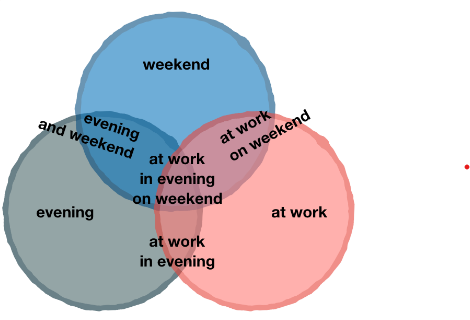 weekend
evening
and weekend
at work
on weekend
at work
in evening
on weekend
evening
at work
at work
in evening